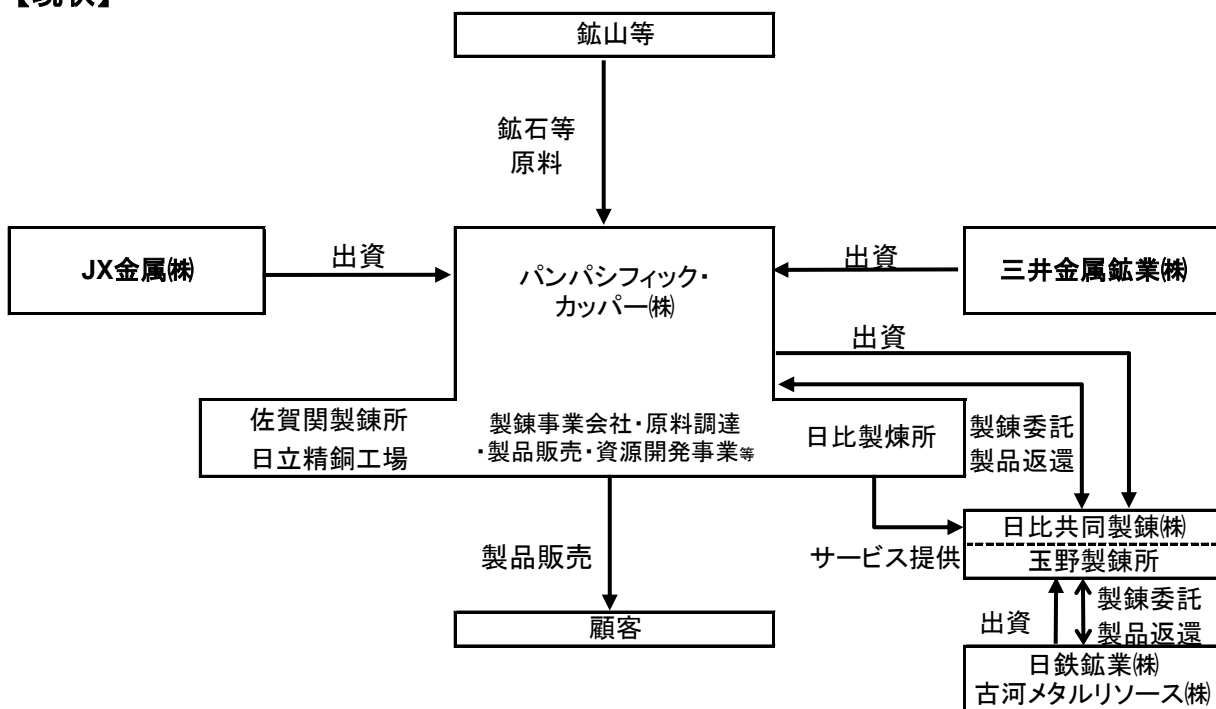 【現状】
鉱山等
鉱石等
原料
JX金属㈱
出資
パンパシフィック・
カッパー㈱
出資
三井金属鉱業㈱
出資
佐賀関製錬所
日立精銅工場
製錬事業会社・原料調達
・製品販売・資源開発事業等
日比製煉所
製錬委託
製品返還
日比共同製錬㈱
玉野製錬所
製品販売
サービス提供
顧客
出資
製錬委託
製品返還
日鉄鉱業㈱
古河メタルリソース㈱